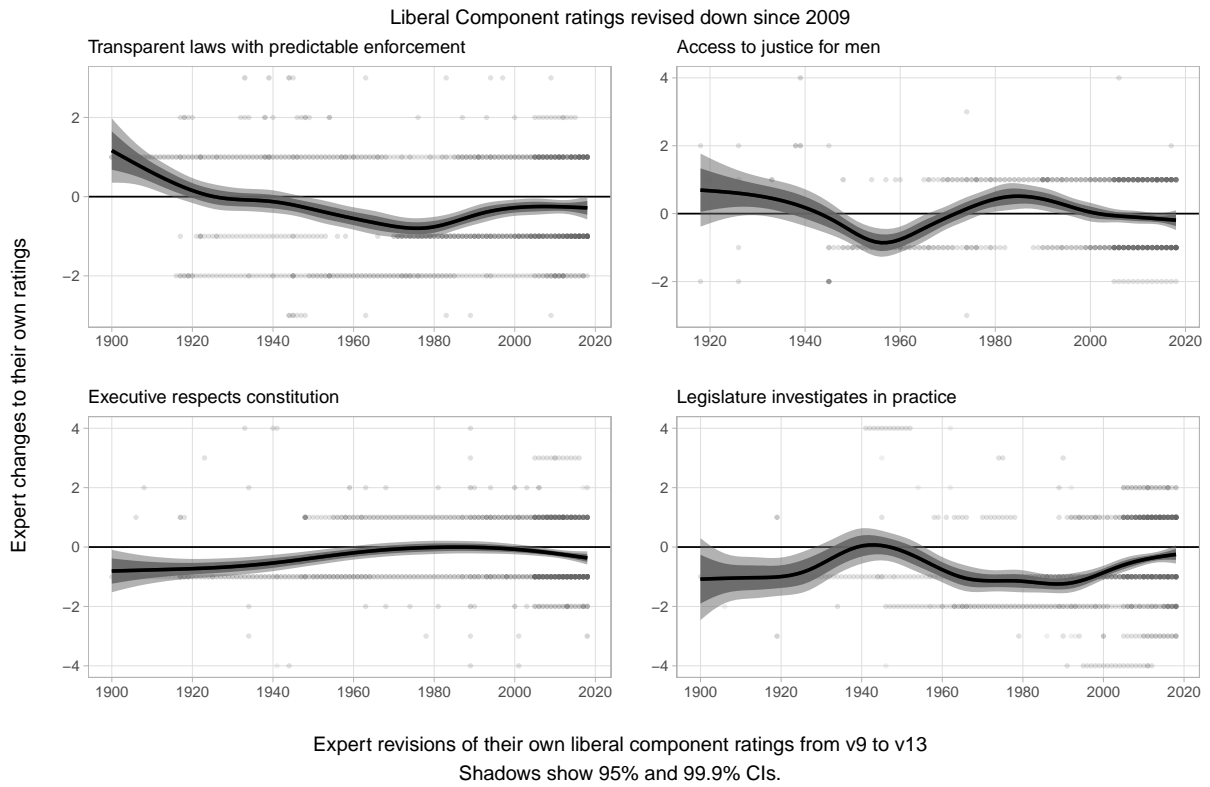 Liberal Component ratings revised down since 2009
Transparent laws with predictable enforcement
Access to justice for men
2
0
−2
1900 1920 1940 1960 1980 2000 2020
4
2
0
−2
1920 1940 1960 1980 2000 2020
Expert changes to their own ratings
Executive respects constitution
Legislature investigates in practice
4
2
0
−2
−4
1900 1920 1940 1960 1980 2000 2020
4
2
0
−2
−4
1900 1920 1940 1960 1980 2000 2020
Expert revisions of their own liberal component ratings from v9 to v13
Shadows show 95% and 99.9% CIs.